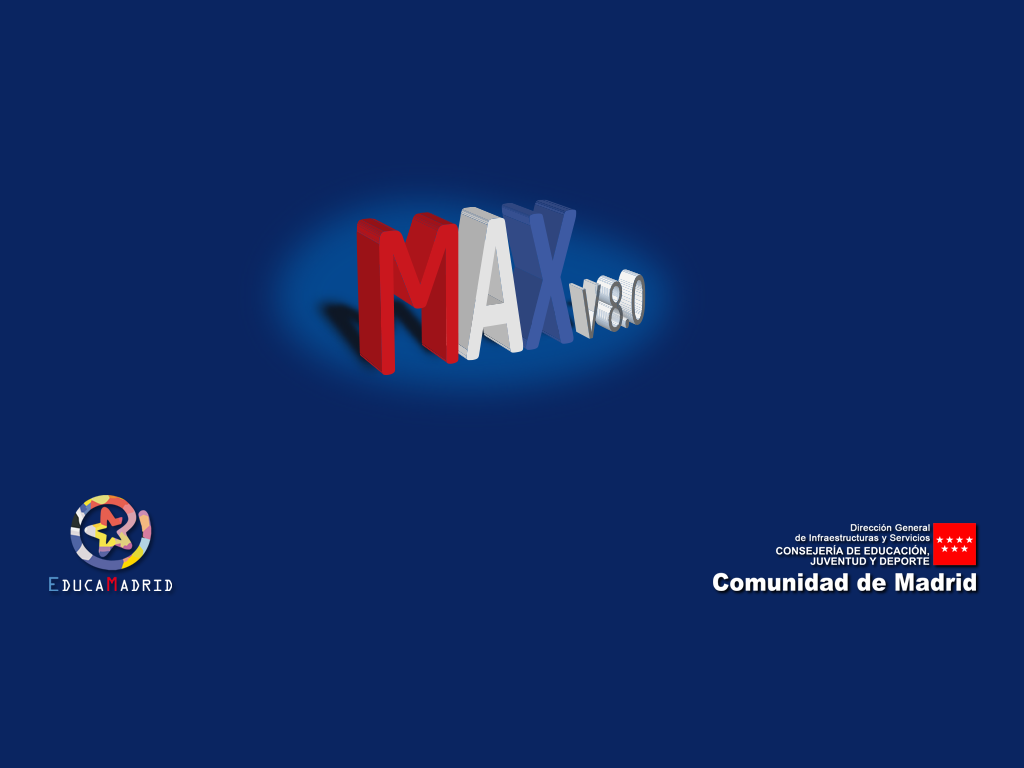 MAX v8.0
EDUCAMADRID
Dirección General
de Infraestructuras y Servicios
CONSEJERÍA DE EDUCACIÓN,
JUVENTUD Y DEPORTE
Comunidad de Madrid